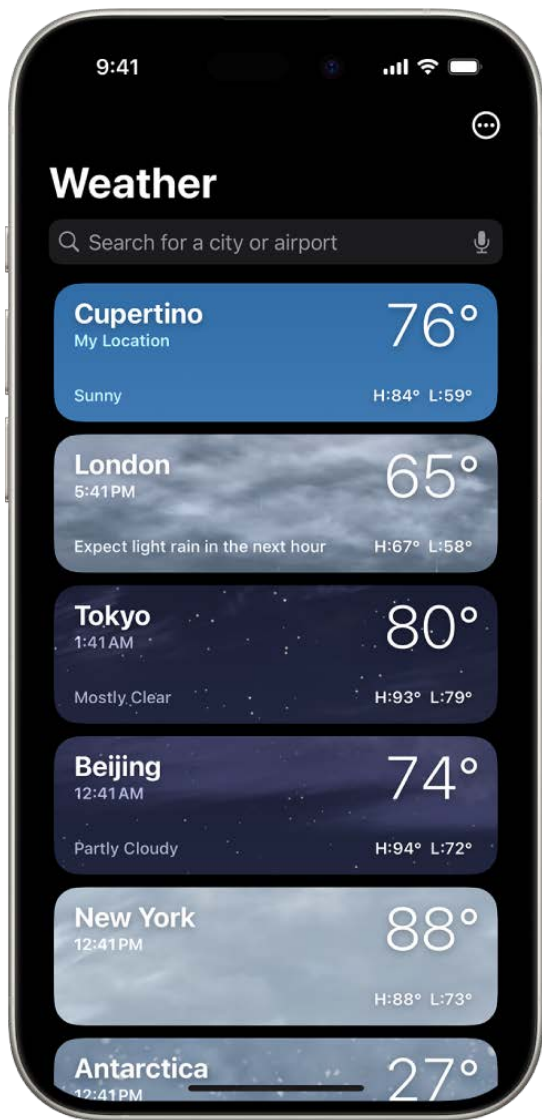 9:41
Weather
Search for a city or airport
Cupertino 76°
My Location
Sunny H:84° L:59°
London 65°
5:41 PM
Expect light rain in the next hour H:67° L:58°
Tokyo 80°
1:41 AM
Mostly Clear H:93° L:79°
Beijing 74°
12:41 AM
Partly Cloudy H:94° L:72°
New York 88°
12:41 PM
H:88° L:73°
Antarctica 27°
12:41 PM